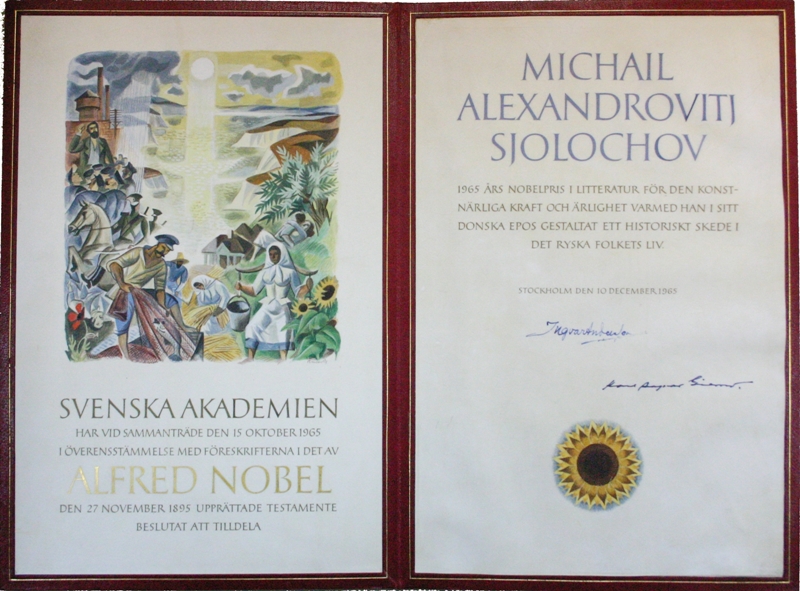 SVENSKA AKADEMIEN
HAR VID SAMMANTRÄDE DEN 15 OKTOBER 1965
I ÖVERENSSTÄMMELSE MED FÖRESKRIFTERNA I DET AV
ALFRED NOBEL
DEN 27 NOVEMBER 1895 UPPRÄTTADE TESTAMENTE
BESLUTAT ATT TILLDELA
MICHAIL
ALEXANDROVITJ
SJOLOCHOV
1965 ÅRS NOBELPRIS I LITTERATUR FÖR DEN KONST-
NÄRLIGA KRAFT OCH ÄRLIGHET VARMED HAN I SITT
DONSKA EPOS GESTALTAT ETT HISTORISKT SKEDE I
DET RYSKA FOLKETS LIV.
STOCKHOLM DEN 10 DECEMBER 1965
Ingvar